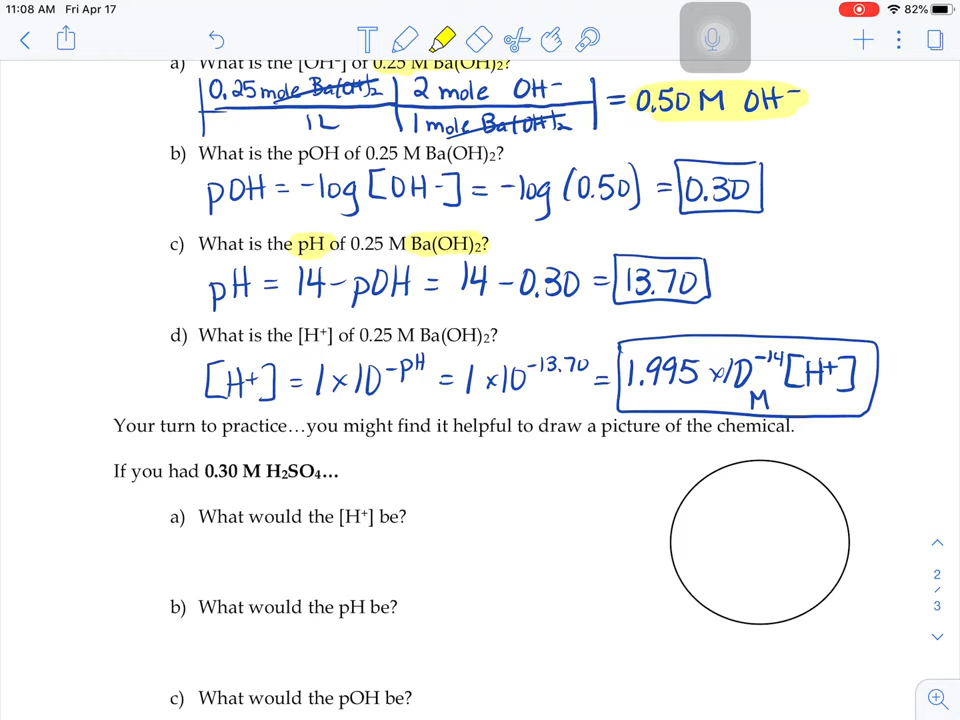 11:08 AM Fri Apr 17
82%
a) What is the [OH⁻] of 0.25 M Ba(OH)₂?
0.25 mole Ba(OH)₂ | 2 mole OH⁻
1L | 1 mole Ba(OH)₂
= 0.50 M OH⁻
b) What is the pOH of 0.25 M Ba(OH)₂?
pOH = -log [OH-] = -log (0.50) = 0.30
c) What is the pH of 0.25 M Ba(OH)₂?
pH = 14 - pOH = 14 - 0.30 = 13.70
d) What is the [H⁺] of 0.25 M Ba(OH)₂?
[H+] = 1 × 10^-pH = 1 × 10^-13.70 = 1.995 × 10^-14 [H+]
M
Your turn to practice…you might find it helpful to draw a picture of the chemical.
If you had 0.30 M H₂SO₄…
a) What would the [H⁺] be?
b) What would the pH be?
c) What would the pOH be?
2
/
3